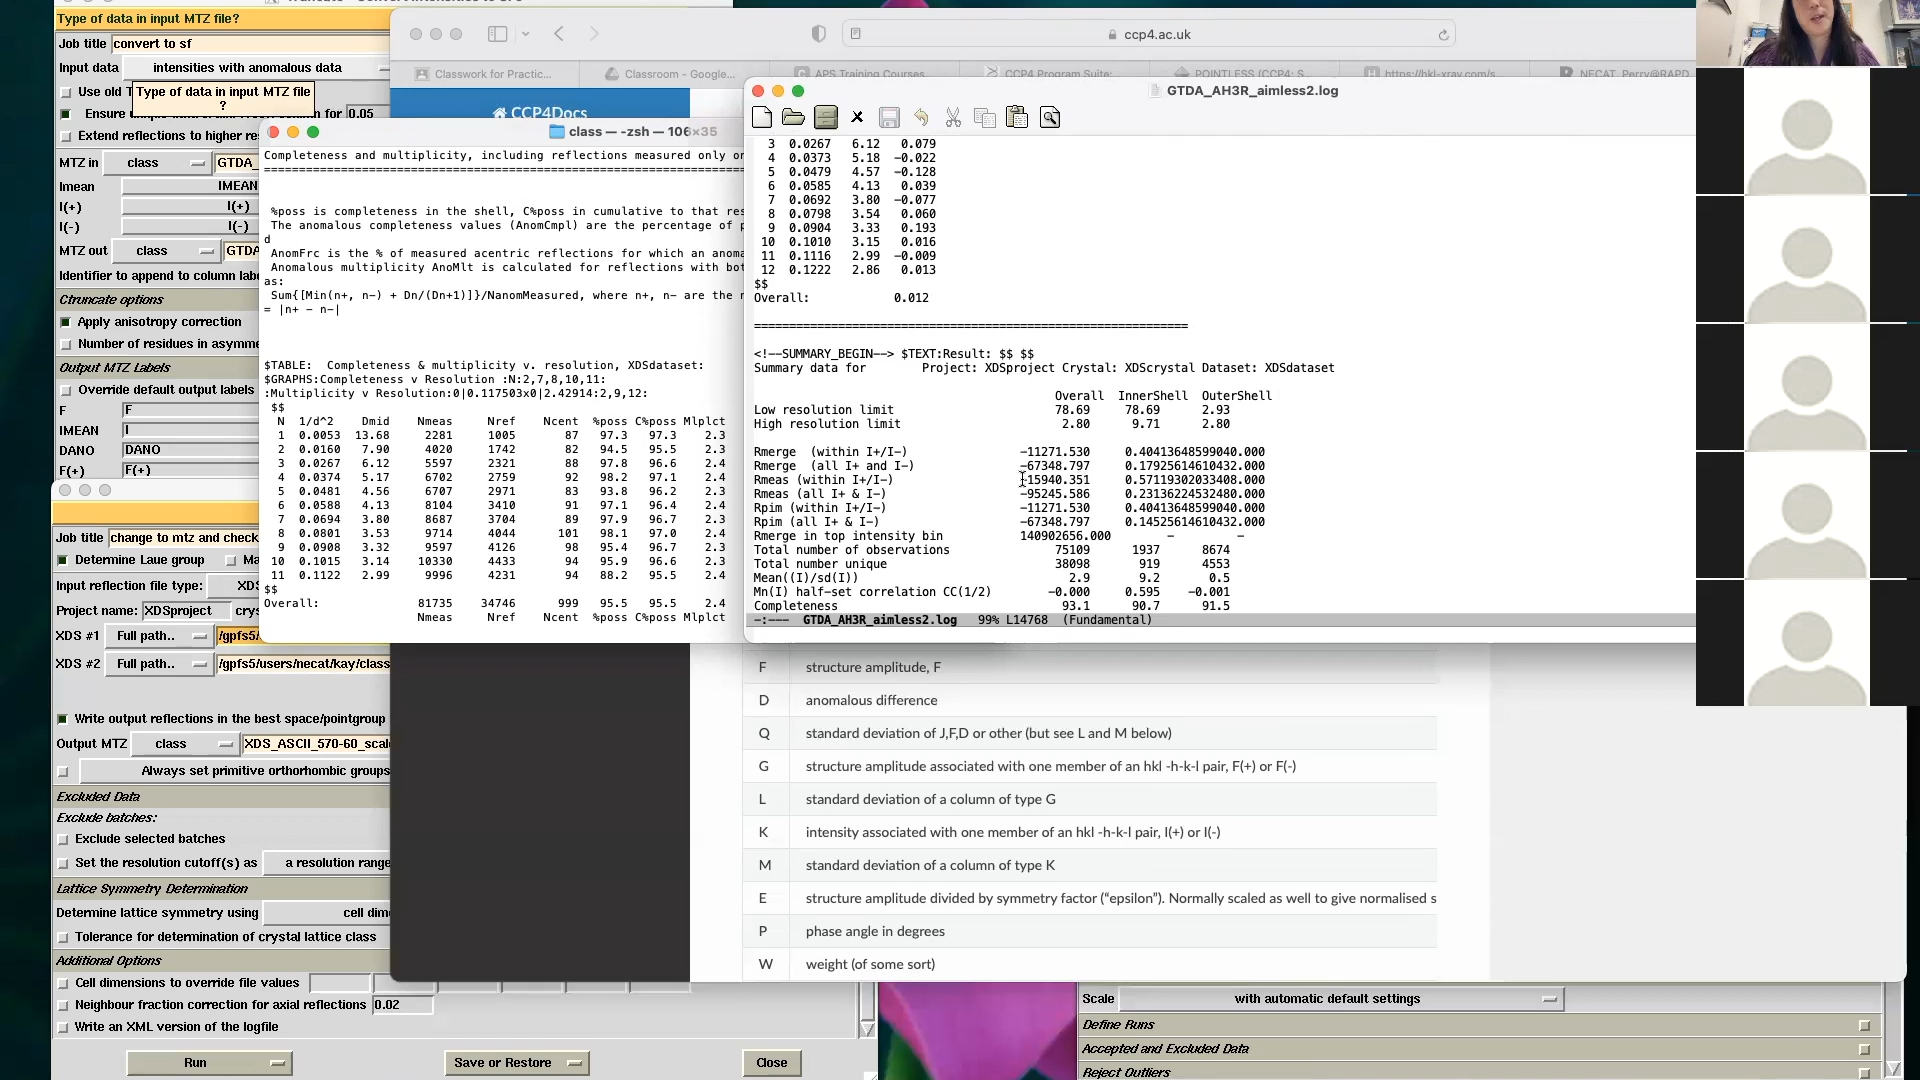 Type of data in input MTZ file?
Job title convert to sf
Input data intensities with anomalous data
Use old T
Type of data in input MTZ file
?
Ensure
for 0.05
Extend reflections to higher res
MTZ in class GTDA_
Imean IMEAN
I(+) I(+)
I(-) I(-)
MTZ out class GTDA
Identifier to append to column labe
Ctruncate options
Apply anisotropy correction
Number of residues in asymme
Output MTZ Labels
Override default output labels
F F
IMEAN I
DANO DANO
F(+) F(+)
Job title change to mtz and check
Determine Laue group Ma
Input reflection file type: XDS
Project name: XDSproject crys
XDS #1 Full path.. /gpfs5/
XDS #2 Full path.. /gpfs5/users/necat/kay/class
Write output reflections in the best space/pointgroup
Output MTZ class XDS_ASCII_570-60_scal
Always set primitive orthorhombic groups
Excluded Data
Exclude batches:
Exclude selected batches
Set the resolution cutoff(s) as a resolution range
Lattice Symmetry Determination
Determine lattice symmetry using cell dim
Tolerance for determination of crystal lattice class
Additional Options
Cell dimensions to override file values
Neighbour fraction correction for axial reflections 0.02
Write an XML version of the logfile
Run Save or Restore Close
ccp4.ac.uk
Classwork for Practic...
Classroom - Google...
APS Training Courses
CCP4 Program Suite:
POINTLESS (CCP4: S...
https://hkl-xray.com/s...
NECAT_Perry@RAPD
CCP4Docs
class — -zsh — 106×35
Completeness and multiplicity, including reflections measured only on
%poss is completeness in the shell, C%poss in cumulative to that res
The anomalous completeness values (AnomCmpl) are the percentage of p
d
AnomFrc is the % of measured acentric reflections for which an anoma
Anomalous multiplicity AnoMlt is calculated for reflections with bot
as:
Sum{[Min(n+, n-) + Dn/(Dn+1)]}/NanomMeasured, where n+, n- are the n
= |n+ - n-|
$TABLE: Completeness & multiplicity v. resolution, XDSdataset:
$GRAPHS:Completeness v Resolution :N:2,7,8,10,11:
:Multiplicity v Resolution:0|0.117503x0|2.42914:2,9,12:
$$
N 1/d^2 Dmid Nmeas Nref Ncent %poss C%poss Mlplct
1 0.0053 13.68 2281 1005 87 97.3 97.3 2.3
2 0.0160 7.90 4020 1742 82 94.5 95.5 2.3
3 0.0267 6.12 5597 2321 88 97.8 96.6 2.4
4 0.0374 5.17 6702 2759 92 98.2 97.1 2.4
5 0.0481 4.56 6707 2971 83 93.8 96.2 2.3
6 0.0588 4.13 8104 3410 91 97.1 96.4 2.4
7 0.0694 3.80 8687 3704 89 97.9 96.7 2.3
8 0.0801 3.53 9714 4044 101 98.1 97.0 2.4
9 0.0908 3.32 9597 4126 98 95.4 96.7 2.3
10 0.1015 3.14 10330 4433 94 95.9 96.6 2.3
11 0.1122 2.99 9996 4231 94 88.2 95.5 2.4
$$
Overall: 81735 34746 999 95.5 95.5 2.4
Nmeas Nref Ncent %poss C%poss Mlplct
GTDA_AH3R_aimless2.log
3 0.0267 6.12 0.079
4 0.0373 5.18 -0.022
5 0.0479 4.57 -0.128
6 0.0585 4.13 0.039
7 0.0692 3.80 -0.077
8 0.0798 3.54 0.060
9 0.0904 3.33 0.193
10 0.1010 3.15 0.016
11 0.1116 2.99 -0.009
12 0.1222 2.86 0.013
$$
Overall: 0.012
<!--SUMMARY_BEGIN--> $TEXT:Result: $$ $$
Summary data for Project: XDSproject Crystal: XDScrystal Dataset: XDSdataset
Overall InnerShell OuterShell
Low resolution limit 78.69 78.69 2.93
High resolution limit 2.80 9.71 2.80
Rmerge (within I+/I-) -11271.530 0.40413648599040.000
Rmerge (all I+ and I-) -67348.797 0.17925614610432.000
Rmeas (within I+/I-) -15940.351 0.57119302033408.000
Rmeas (all I+ & I-) -95245.586 0.23136224532480.000
Rpim (within I+/I-) -11271.530 0.40413648599040.000
Rpim (all I+ & I-) -67348.797 0.14525614610432.000
Rmerge in top intensity bin 140902656.000 - -
Total number of observations 75109 1937 8674
Total number unique 38098 919 4553
Mean((I)/sd(I)) 2.9 9.2 0.5
Mn(I) half-set correlation CC(1/2) -0.000 0.595 -0.001
Completeness 93.1 90.7 91.5
-:--- GTDA_AH3R_aimless2.log 99% L14768 (Fundamental)
F structure amplitude, F
D anomalous difference
Q standard deviation of J,F,D or other (but see L and M below)
G structure amplitude associated with one member of an hkl -h-k-l pair, F(+) or F(-)
L standard deviation of a column of type G
K intensity associated with one member of an hkl -h-k-l pair, I(+) or I(-)
M standard deviation of a column of type K
E structure amplitude divided by symmetry factor (“epsilon”). Normally scaled as well to give normalised s
P phase angle in degrees
W weight (of some sort)
Scale with automatic default settings
Define Runs
Accepted and Excluded Data
Reject Outliers